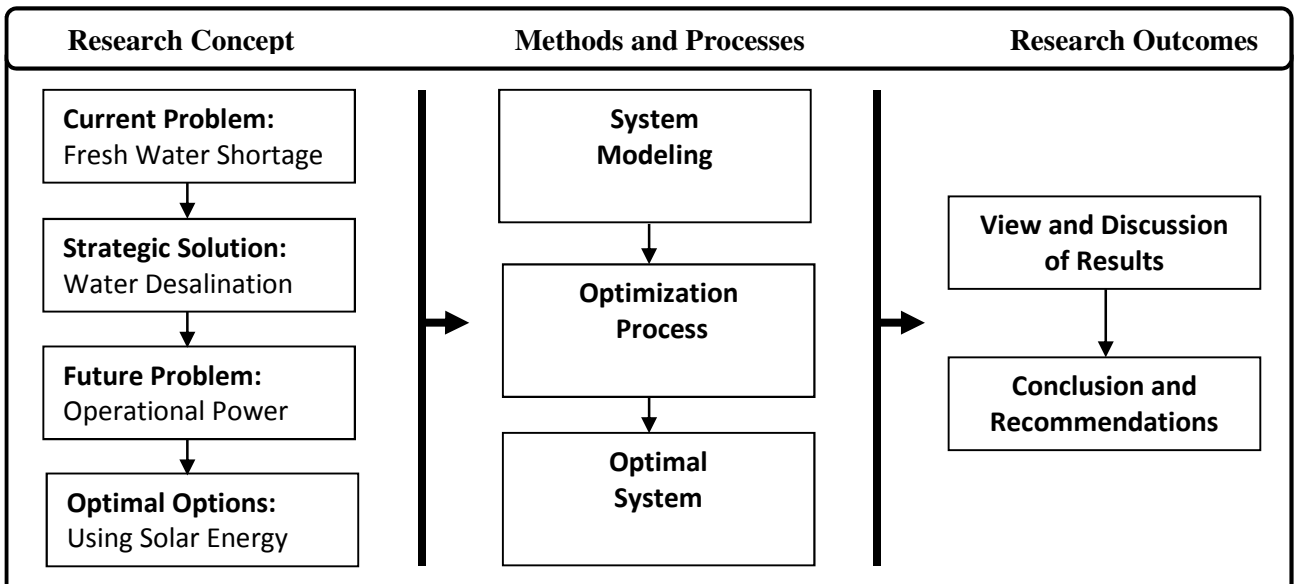 Research Concept
Methods and Processes
Research Outcomes
Current Problem:
Fresh Water Shortage
Strategic Solution:
Water Desalination
Future Problem:
Operational Power
Optimal Options:
Using Solar Energy
System
Modeling
Optimization
Process
Optimal
System
View and Discussion
of Results
Conclusion and
Recommendations